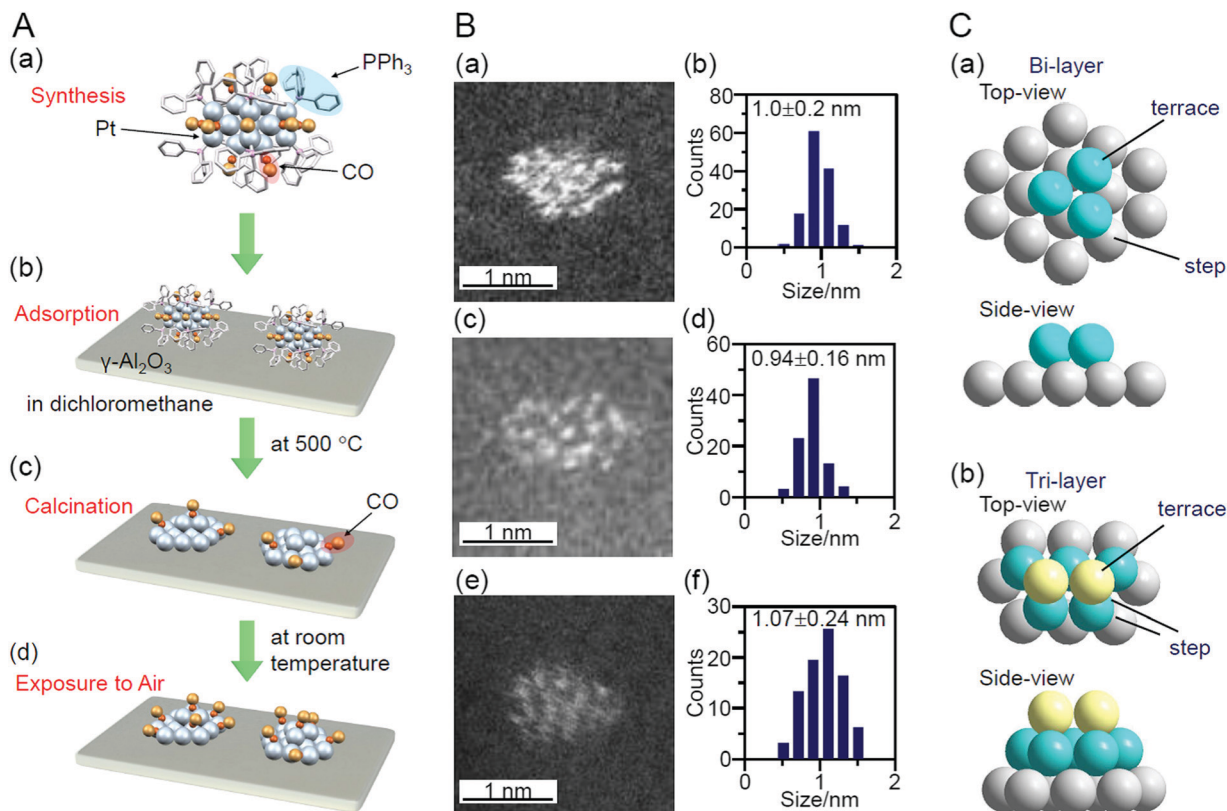 A
(a)
Synthesis
PPh₃
Pt
CO
(b)
Adsorption
γ-Al₂O₃
in dichloromethane
at 500 °C
(c)
Calcination
CO
at room
temperature
(d)
Exposure to Air
B
(a)
1 nm
(b)
1.0±0.2 nm
Counts
80
60
40
20
0
0
1
2
Size/nm
(c)
1 nm
(d)
0.94±0.16 nm
Counts
60
40
20
0
0
1
2
Size/nm
(e)
1 nm
(f)
1.07±0.24 nm
Counts
30
20
10
0
0
1
2
Size/nm
C
(a)
Bi-layer
Top-view
terrace
step
Side-view
(b)
Tri-layer
Top-view
terrace
step
Side-view